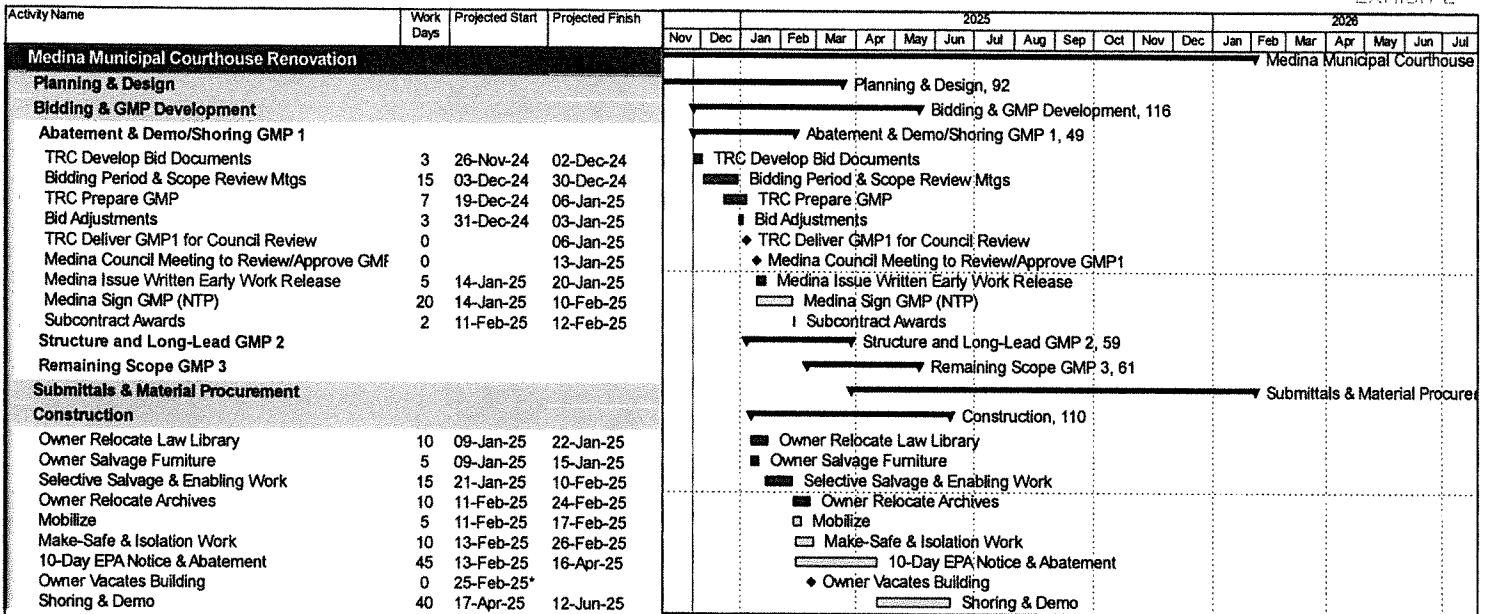 EXHIBIT C
Activity Name Work Days Projected Start Projected Finish 2025 2026
Nov Dec Jan Feb Mar Apr May Jun Jul Aug Sep Oct Nov Dec Jan Feb Mar Apr May Jun Jul
Medina Municipal Courthouse Renovation Medina Municipal Courthouse
Planning & Design Planning & Design, 92
Bidding & GMP Development Bidding & GMP Development, 116
Abatement & Demo/Shoring GMP 1 Abatement & Demo/Shoring GMP 1, 49
TRC Develop Bid Documents 3 26-Nov-24 02-Dec-24 TRC Develop Bid Documents
Bidding Period & Scope Review Mtgs 15 03-Dec-24 30-Dec-24 Bidding Period & Scope Review Mtgs
TRC Prepare GMP 7 19-Dec-24 06-Jan-25 TRC Prepare GMP
Bid Adjustments 3 31-Dec-24 03-Jan-25 Bid Adjustments
TRC Deliver GMP1 for Council Review 0 06-Jan-25 TRC Deliver GMP1 for Council Review
Medina Council Meeting to Review/Approve GMF 0 13-Jan-25 Medina Council Meeting to Review/Approve GMP1
Medina Issue Written Early Work Release 5 14-Jan-25 20-Jan-25 Medina Issue Written Early Work Release
Medina Sign GMP (NTP) 20 14-Jan-25 10-Feb-25 Medina Sign GMP (NTP)
Subcontract Awards 2 11-Feb-25 12-Feb-25 Subcontract Awards
Structure and Long-Lead GMP 2 Structure and Long-Lead GMP 2, 59
Remaining Scope GMP 3 Remaining Scope GMP 3, 61
Submittals & Material Procurement Submittals & Material Procurer
Construction Construction, 110
Owner Relocate Law Library 10 09-Jan-25 22-Jan-25 Owner Relocate Law Library
Owner Salvage Furniture 5 09-Jan-25 15-Jan-25 Owner Salvage Furniture
Selective Salvage & Enabling Work 15 21-Jan-25 10-Feb-25 Selective Salvage & Enabling Work
Owner Relocate Archives 10 11-Feb-25 24-Feb-25 Owner Relocate Archives
Mobilize 5 11-Feb-25 17-Feb-25 Mobilize
Make-Safe & Isolation Work 10 13-Feb-25 26-Feb-25 Make-Safe & Isolation Work
10-Day EPA Notice & Abatement 45 13-Feb-25 16-Apr-25 10-Day EPA Notice & Abatement
Owner Vacates Building 0 25-Feb-25* Owner Vacates Building
Shoring & Demo 40 17-Apr-25 12-Jun-25 Shoring & Demo